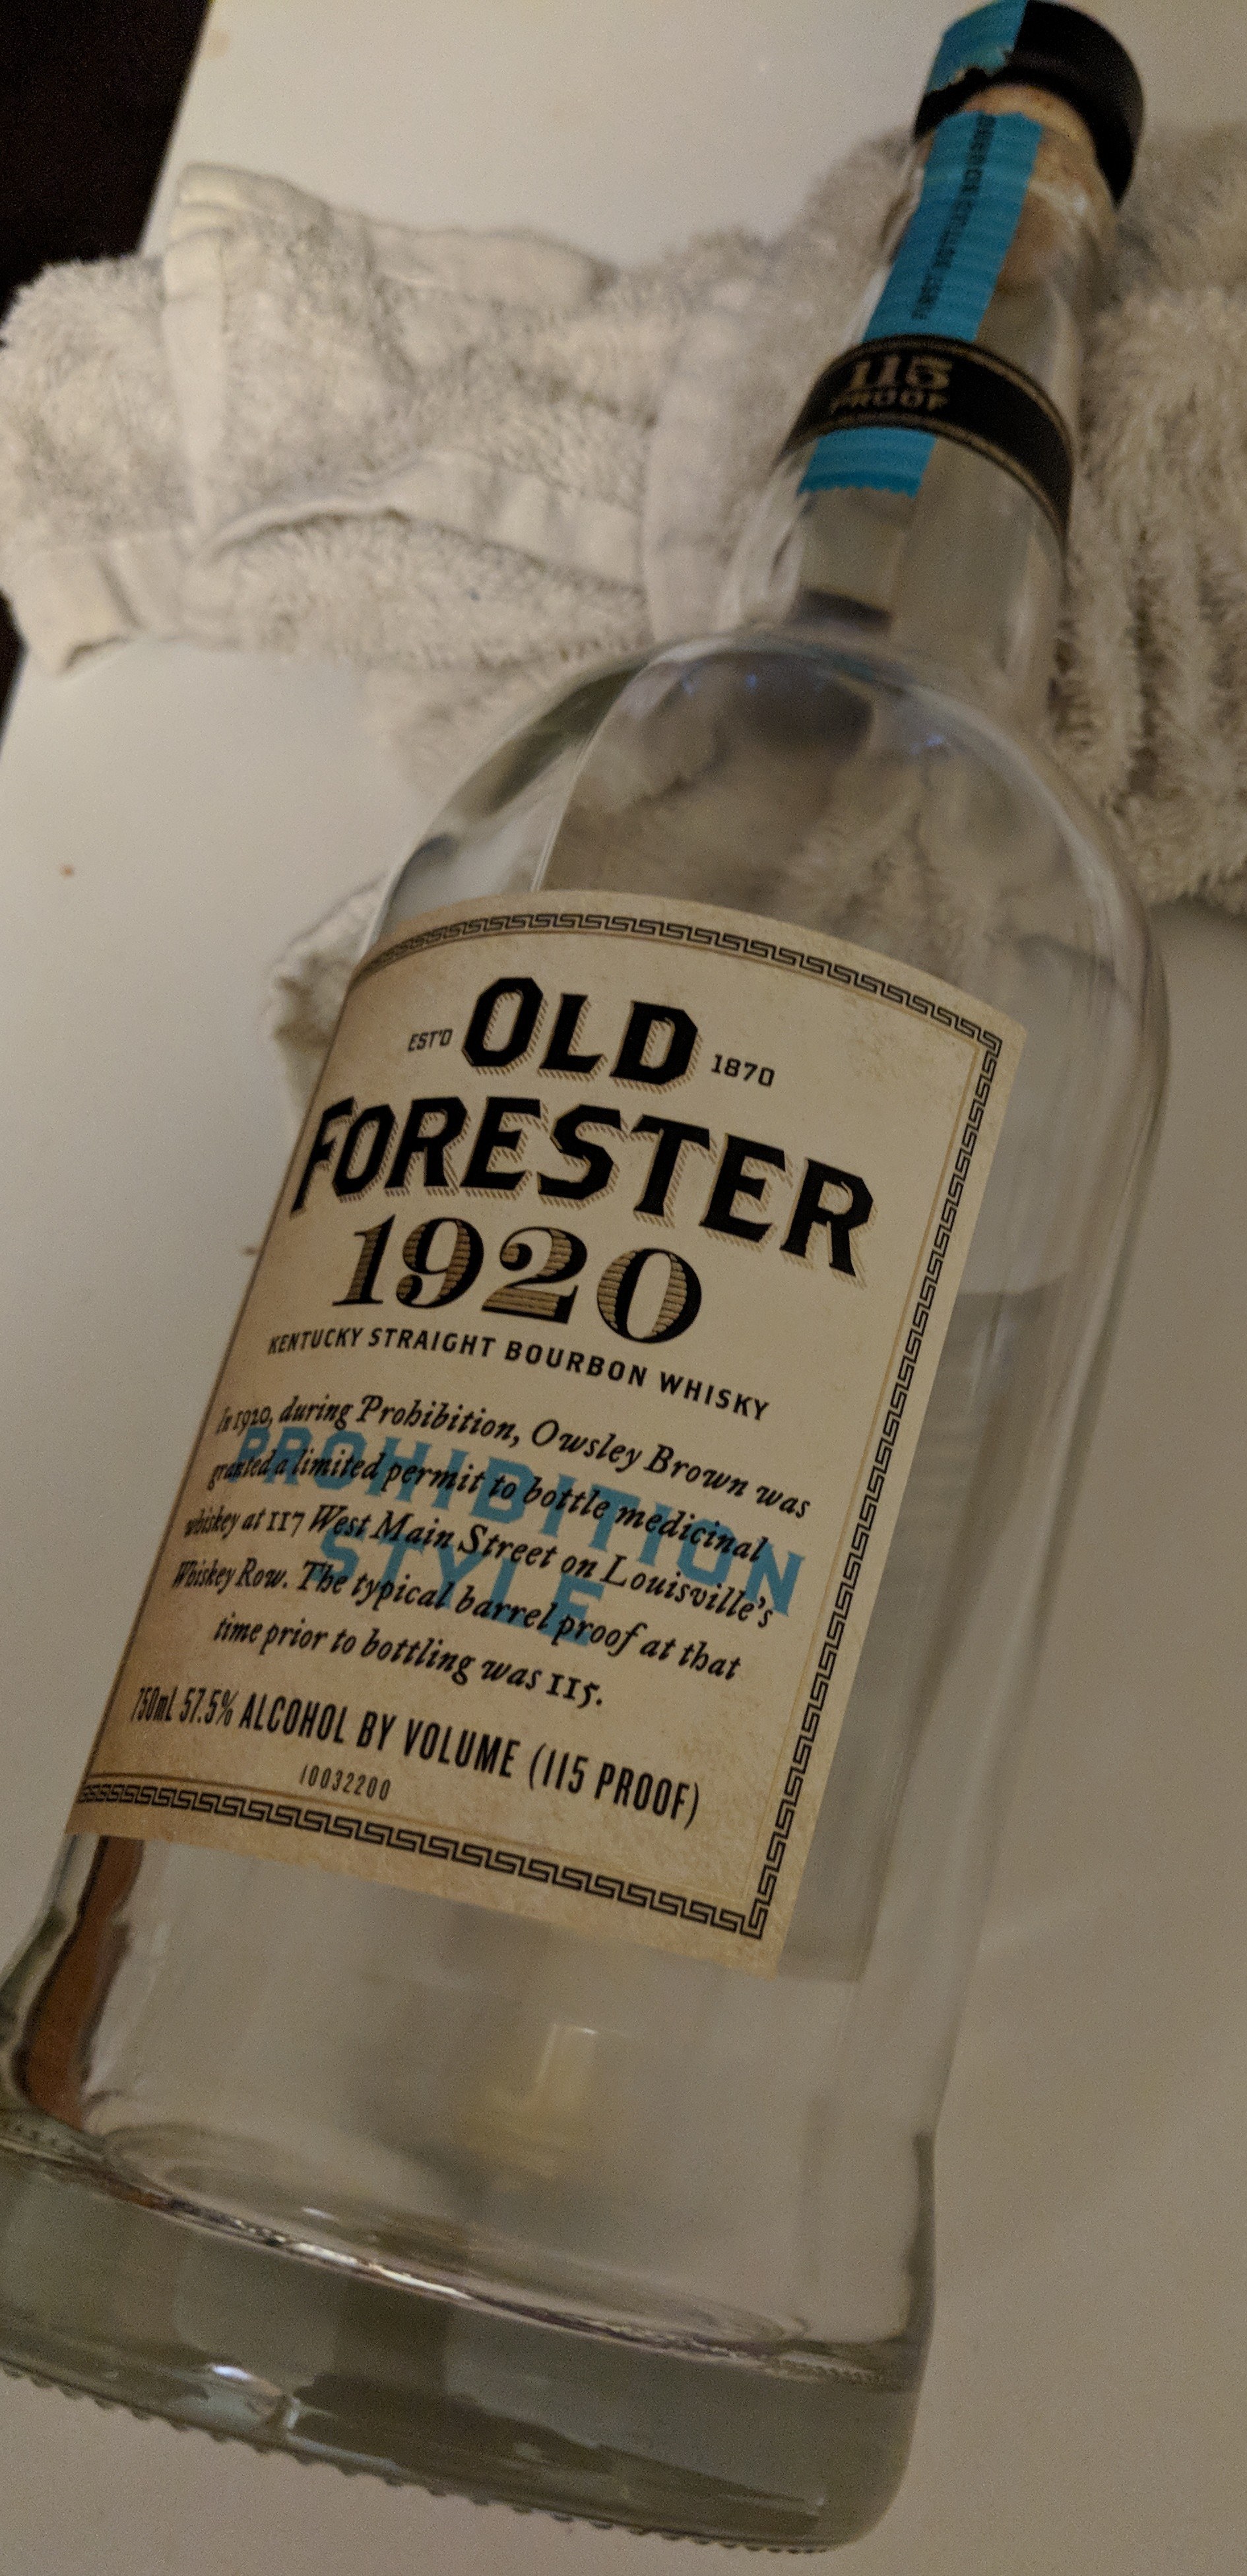 115
PROOF
EST'D OLD 1870
FORESTER
1920
KENTUCKY STRAIGHT BOURBON WHISKY
In 1920, during Prohibition, Owsley Brown was
granted a limited permit to bottle medicinal
whiskey at 117 West Main Street on Louisville's
Whiskey Row. The typical barrel proof at that
time prior to bottling was 115.
PROHIBITION
STYLE
750mL 57.5% ALCOHOL BY VOLUME (115 PROOF)
10032200